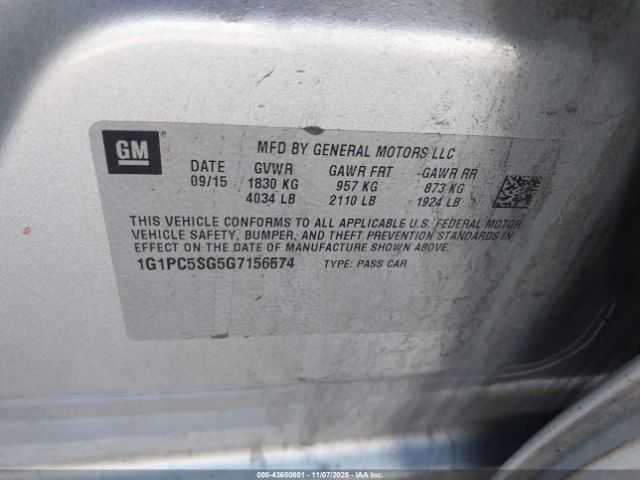 GM ®
MFD BY GENERAL MOTORS LLC
DATE GVWR GAWR FRT GAWR RR
09/15 1830 KG 957 KG 873 KG
4034 LB 2110 LB 1924 LB
THIS VEHICLE CONFORMS TO ALL APPLICABLE U.S. FEDERAL MOTOR
VEHICLE SAFETY, BUMPER, AND THEFT PREVENTION STANDARDS IN
EFFECT ON THE DATE OF MANUFACTURE SHOWN ABOVE.
1G1PC5SG5G7156574 TYPE: PASS CAR
000-43650801 - 11/07/2025 - IAA